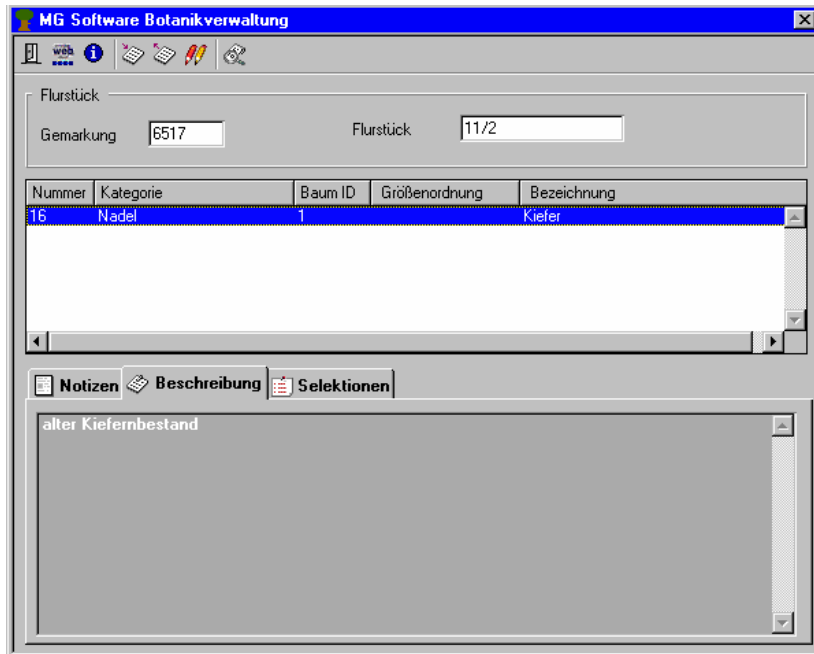 MG Software Botanikverwaltung
web
Flurstück
Gemarkung 6517 Flurstück 11/2
Nummer Kategorie Baum ID Größenordnung Bezeichnung
16 Nadel 1 Kiefer
Notizen Beschreibung Selektionen
alter Kiefernbestand